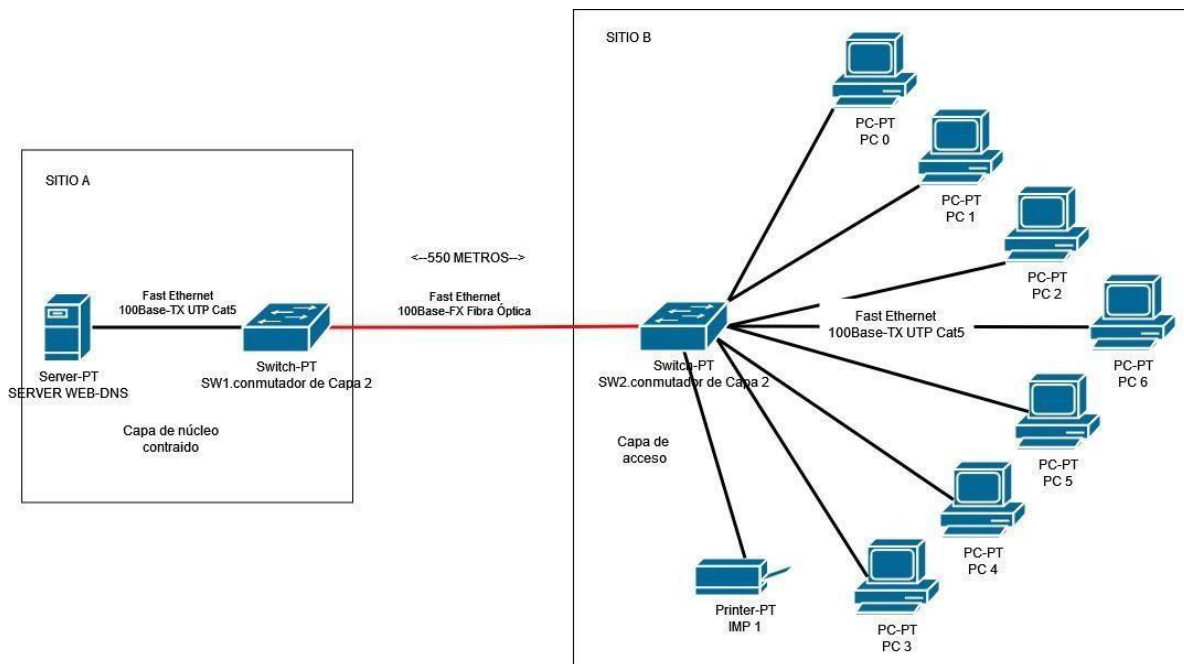 SITIO A
Fast Ethernet
100Base-TX UTP Cat5
Server-PT
SERVER WEB-DNS
Switch-PT
SW1.conmutador de Capa 2
Capa de núcleo
contraido
<--550 METROS-->
Fast Ethernet
100Base-FX Fibra Óptica
SITIO B
Switch-PT
SW2.conmutador de Capa 2
Capa de
acceso
PC-PT
PC 0
PC-PT
PC 1
PC-PT
PC 2
Fast Ethernet
100Base-TX UTP Cat5
PC-PT
PC 6
PC-PT
PC 5
PC-PT
PC 4
PC-PT
PC 3
Printer-PT
IMP 1